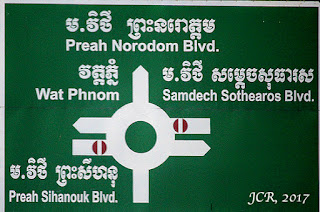 ម.វិថី ព្រះនរោត្តម
Preah Norodom Blvd.
វត្តភ្នំ
Wat Phnom
ម.វិថី សម្តេចសុធារស
Samdech Sothearos Blvd.
ម.វិថី ព្រះសីហនុ
Preah Sihanouk Blvd.
JCR, 2017